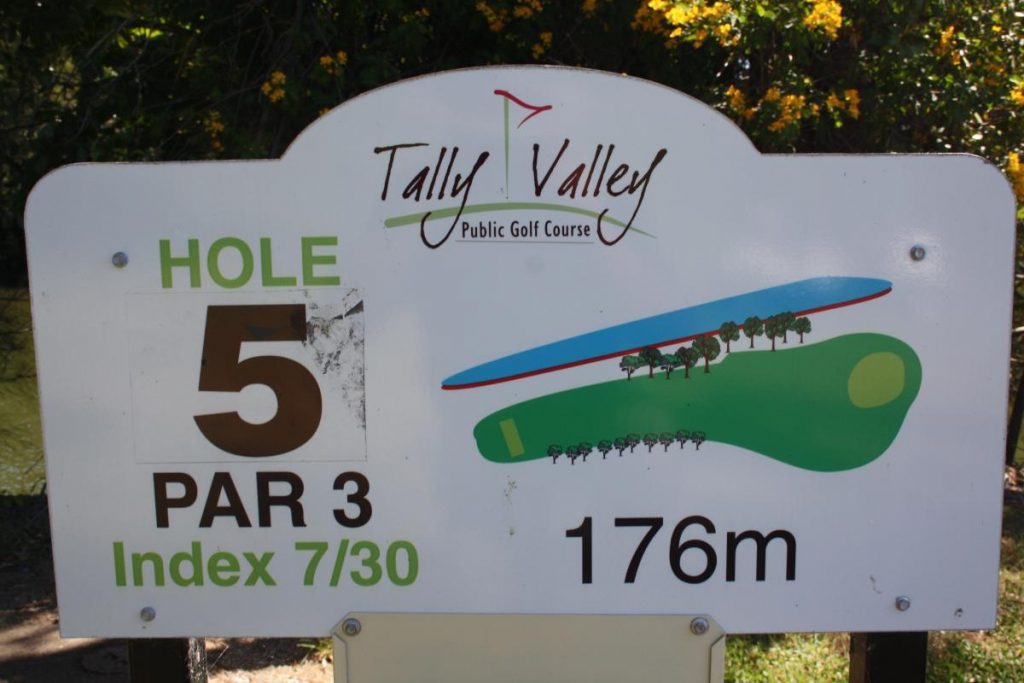 Tally Valley
Public Golf Course
HOLE
5
PAR 3
Index 7/30
176m